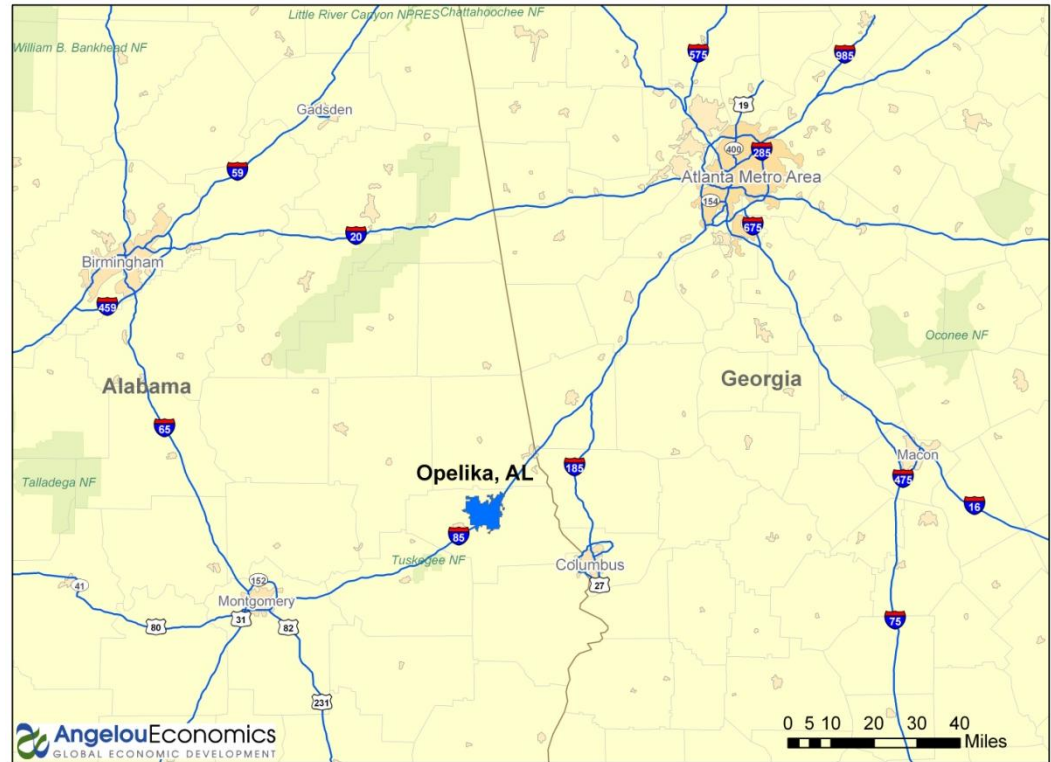 Little River Canyon NPRES
Chattahoochee NF
William B. Bankhead NF
575
985
Gadsden
19
400
285
59
Atlanta Metro Area
154
20
675
Birmingham
459
Oconee NF
Alabama
Georgia
65
Macon
Opelika, AL
185
475
Talladega NF
16
85
Tuskegee NF
Columbus
41
152
27
Montgomery
31
75
80
82
231
AngelouEconomics
GLOBAL ECONOMIC DEVELOPMENT
0 5 10 20 30 40
Miles